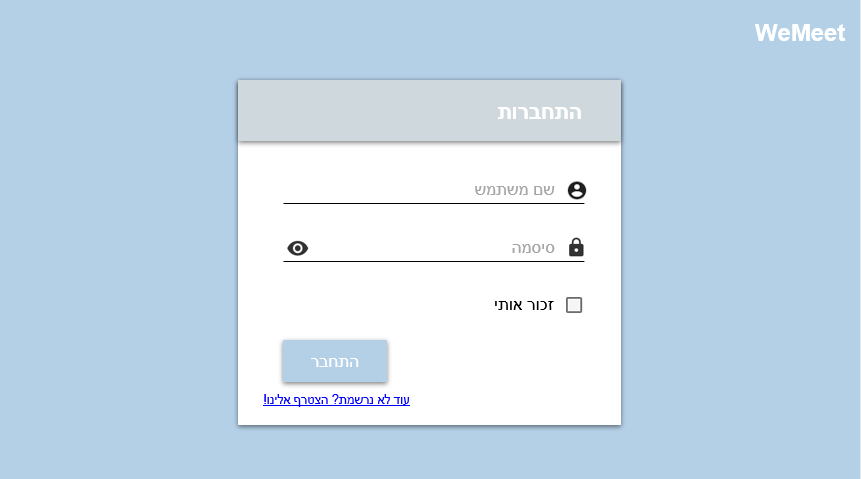 WeMeet
התחברות
שם משתמש
סיסמה
זכור אותי
התחבר
עוד לא נרשמת? הצטרף אלינו!